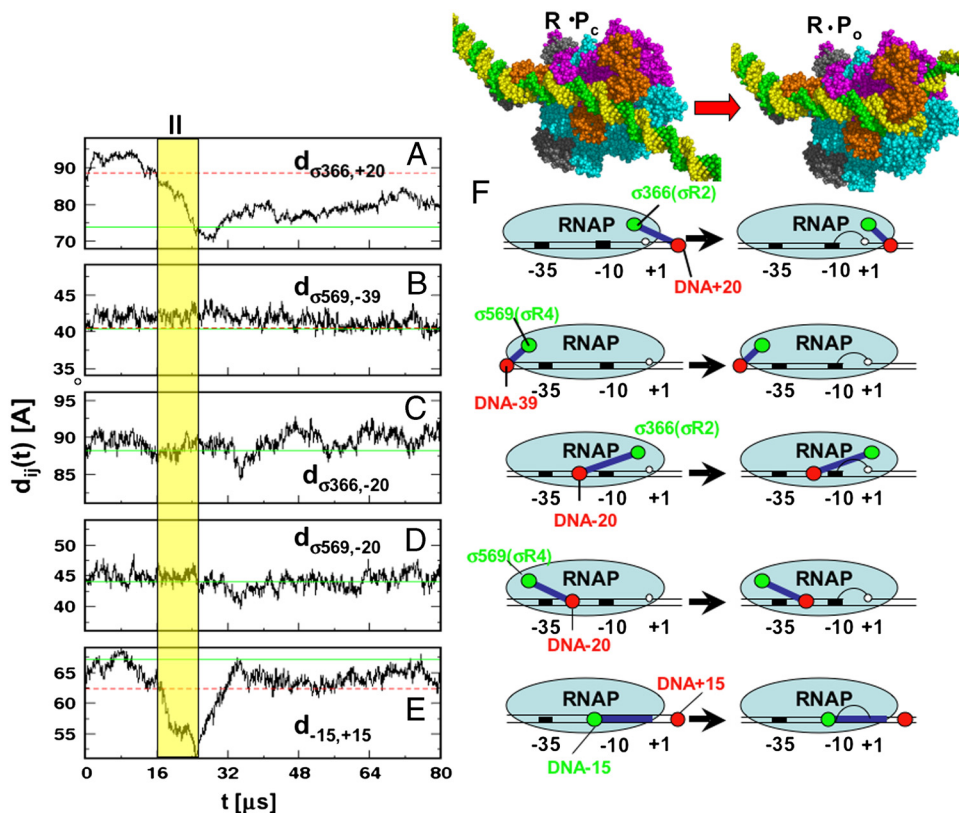 R · Pc
R · Po
II
A
dσ366,+20
90
80
70
B
dσ569,-39
45
40
35
C
95
90
85
dσ366,-20
D
dσ569,-20
50
45
40
E
65
60
55
d-15,+15
dij(t) [Å]
0 16 32 48 64 80
t [μs]
F
σ366(σR2)
RNAP
-35 -10 +1
DNA+20
RNAP
-35 -10 +1
σ569(σR4)
RNAP
-35 -10 +1
DNA-39
RNAP
-35 -10 +1
σ366(σR2)
RNAP
-35 -10 +1
DNA-20
RNAP
-35 -10 +1
σ569(σR4)
RNAP
-35 -10 +1
DNA-20
RNAP
-35 -10 +1
RNAP
DNA+15
-35 -10 +1
DNA-15
RNAP
-35 -10 +1